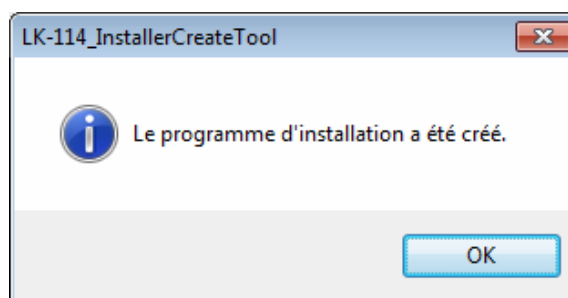 LK-114_InstallerCreateTool
Le programme d'installation a été créé.
OK